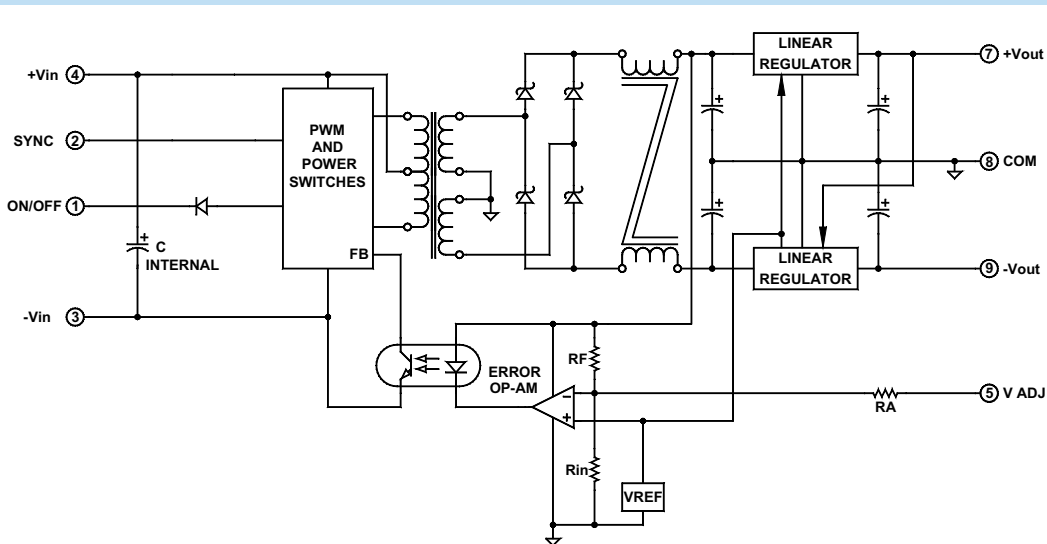 LINEAR
REGULATOR
+Vin 4
7 +Vout
SYNC 2
PWM
AND
POWER
SWITCHES
8 COM
ON/OFF 1
+
C
INTERNAL
FB
+
+
+
+
LINEAR
REGULATOR
9 -Vout
-Vin 3
RF
ERROR
OP-AM
−
+
RA
5 V ADJ
Rin
VREF